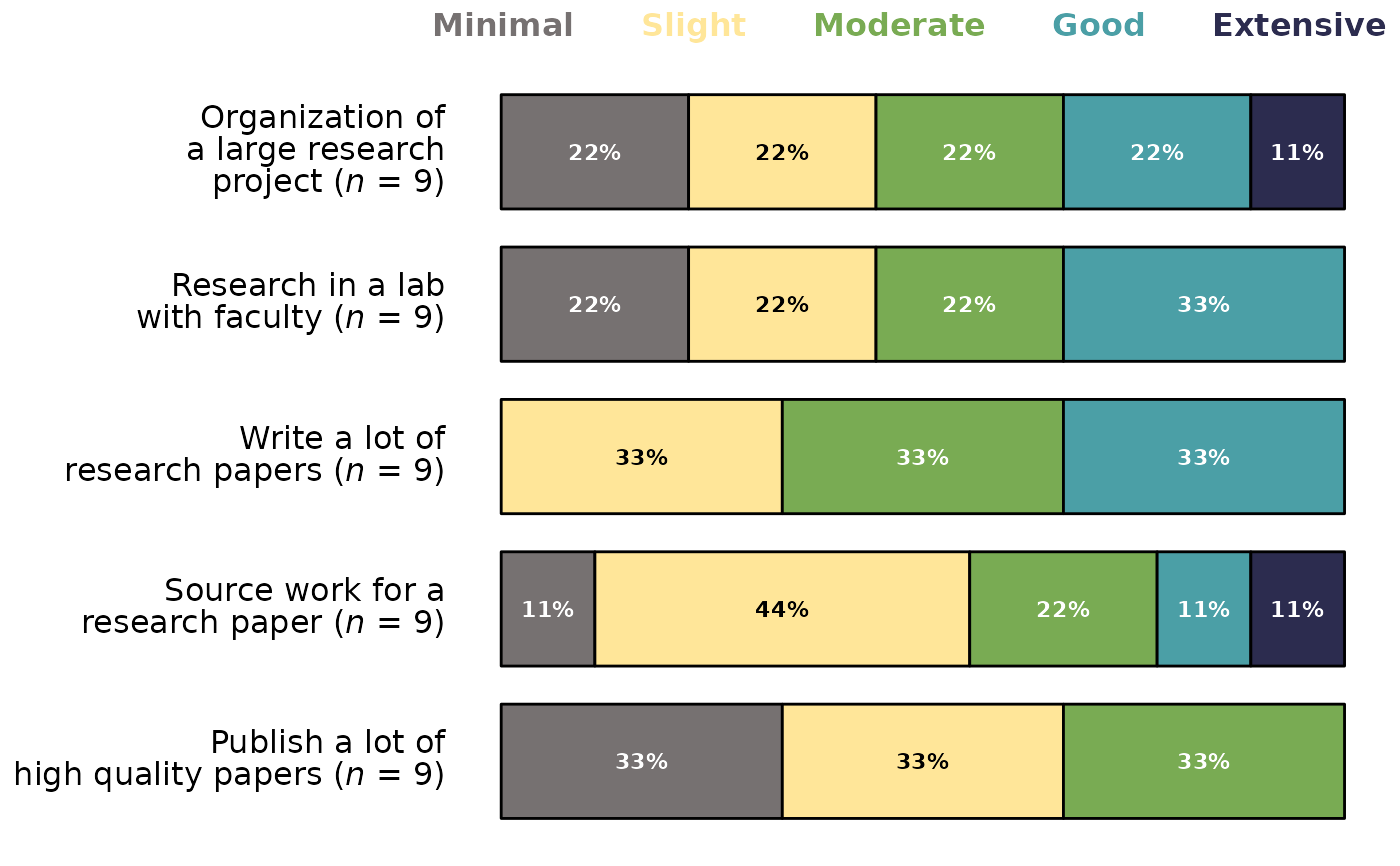 Minimal Slight Moderate Good Extensive
Organization of
a large research
project (n = 9)
22% 22% 22% 22% 11%
Research in a lab
with faculty (n = 9)
22% 22% 22% 33%
Write a lot of
research papers (n = 9)
33% 33% 33%
Source work for a
research paper (n = 9)
11% 44% 22% 11% 11%
Publish a lot of
high quality papers (n = 9)
33% 33% 33%